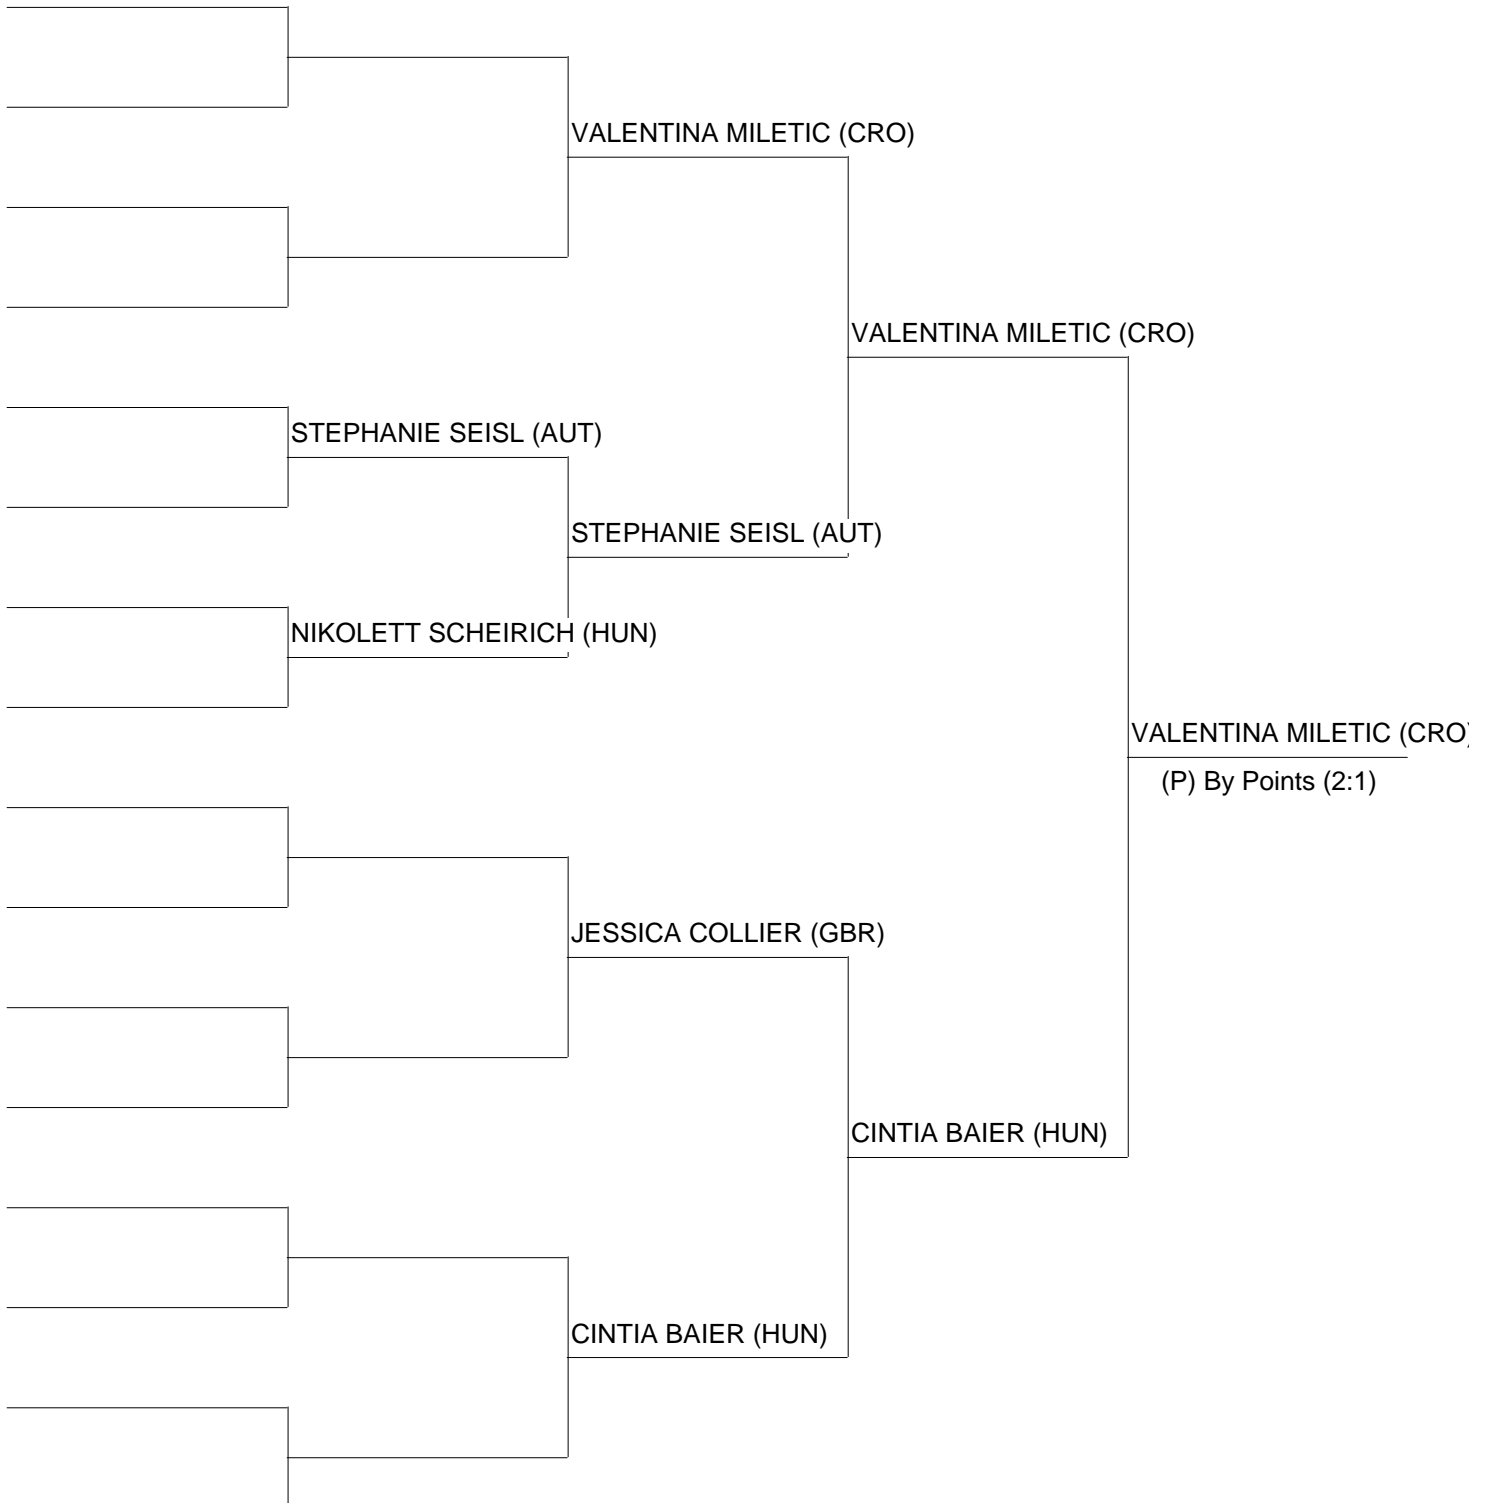 VALENTINA MILETIC (CRO)
VALENTINA MILETIC (CRO)
STEPHANIE SEISL (AUT)
STEPHANIE SEISL (AUT)
NIKOLETT SCHEIRICH (HUN)
VALENTINA MILETIC (CRO)
(P) By Points (2:1)
JESSICA COLLIER (GBR)
CINTIA BAIER (HUN)
CINTIA BAIER (HUN)